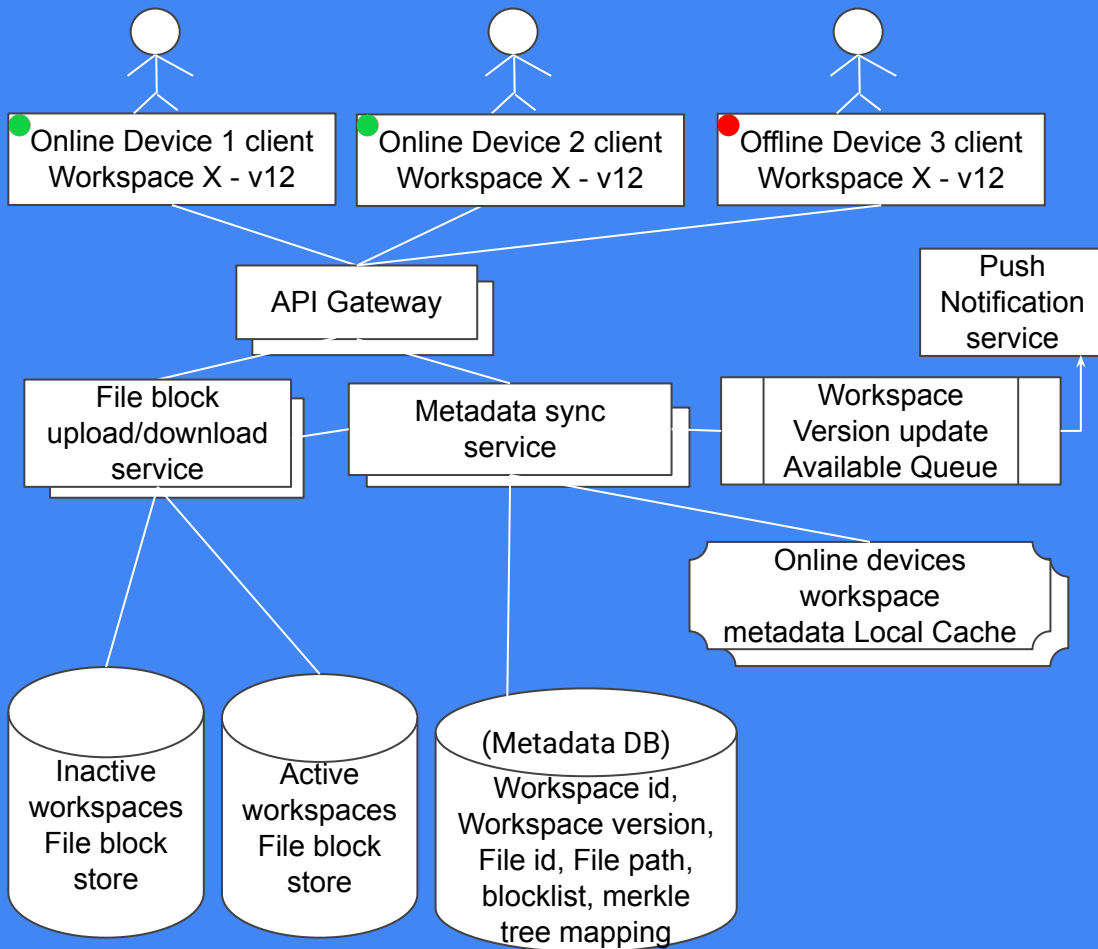 Online Device 1 client
Workspace X - v12
Online Device 2 client
Workspace X - v12
Offline Device 3 client
Workspace X - v12
API Gateway
Push
Notification
service
File block
upload/download
service
Metadata sync
service
Workspace
Version update
Available Queue
Online devices
workspace
metadata Local Cache
Inactive
workspaces
File block
store
Active
workspaces
File block
store
(Metadata DB)
Workspace id,
Workspace version,
File id, File path,
blocklist, merkle
tree mapping